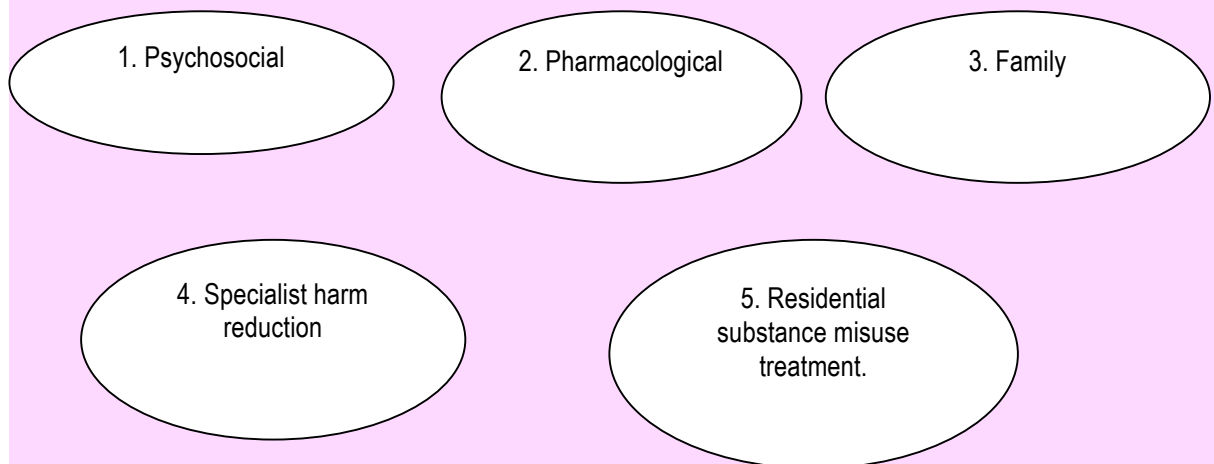 1. Psychosocial
2. Pharmacological
3. Family
4. Specialist harm
reduction
5. Residential
substance misuse
treatment.